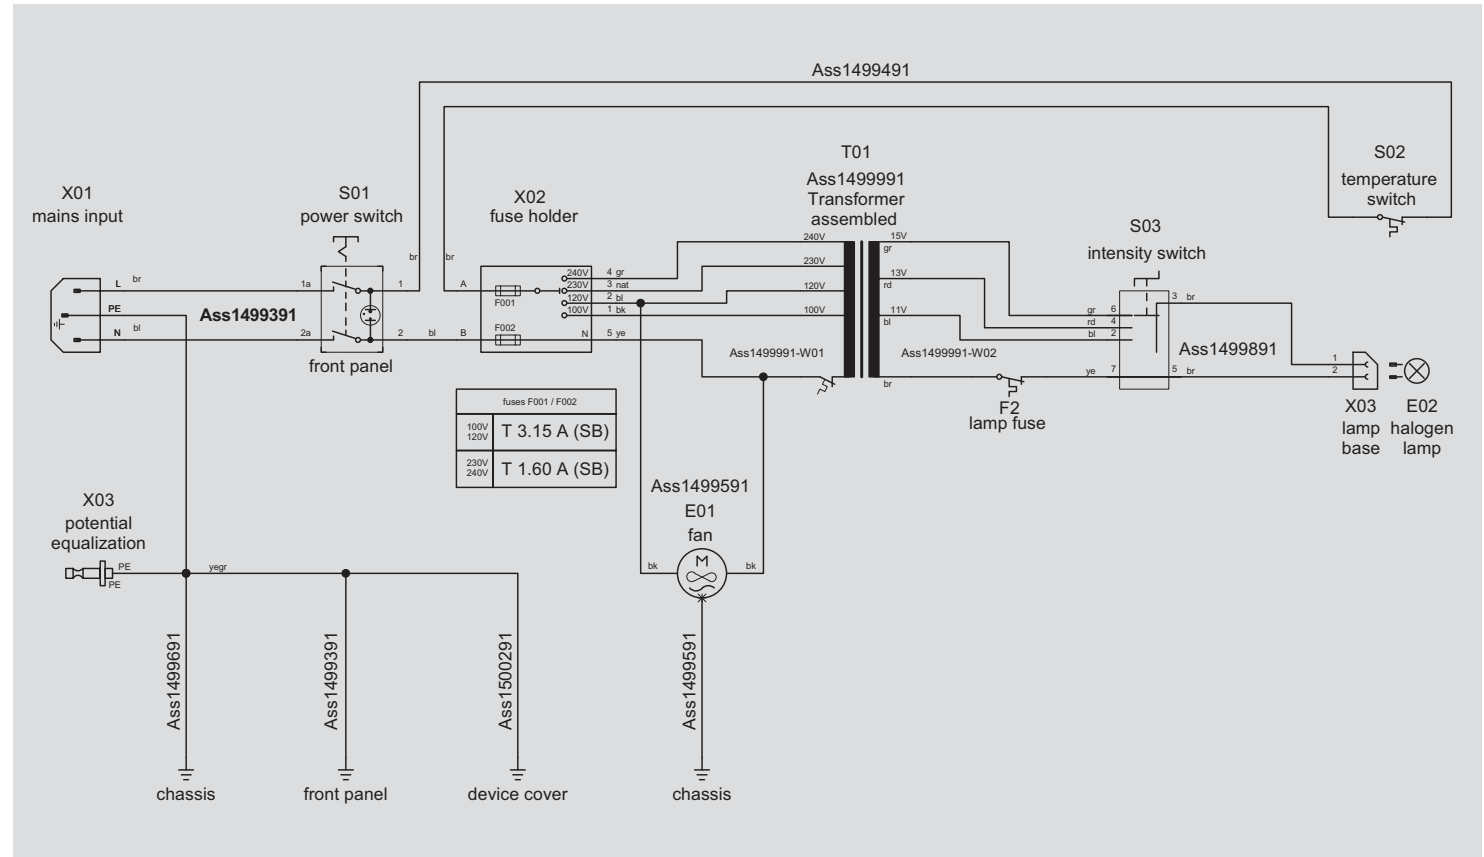 Ass1499491
T01
Ass1499991
Transformer
assembled
S02
temperature
switch
X01
mains input
S01
power switch
X02
fuse holder
S03
intensity switch
br
br
240V
15V
gr
230V
13V
rd
120V
100V
11V
bl
L
br
1a
1
A
F001
240V
4 gr
230V
3 nat
120V
2 bl
100V
1 bk
PE
Ass1499391
N
bl
2a
2
bl
B
F002
N
5 ye
front panel
Ass1499991-W01
Ass1499991-W02
br
gr
6
rd
4
bl
2
ye
7
3
br
5
br
Ass1499891
1
2
F2
lamp fuse
X03
lamp
base
E02
halogen
lamp
fuses F001 / F002
100V
120V
T 3.15 A (SB)
230V
240V
T 1.60 A (SB)
Ass1499591
E01
fan
bk
M
bk
X03
potential
equalization
PE
PE
yegr
Ass1499691
Ass1499391
Ass1500291
Ass1499591
chassis
front panel
device cover
chassis